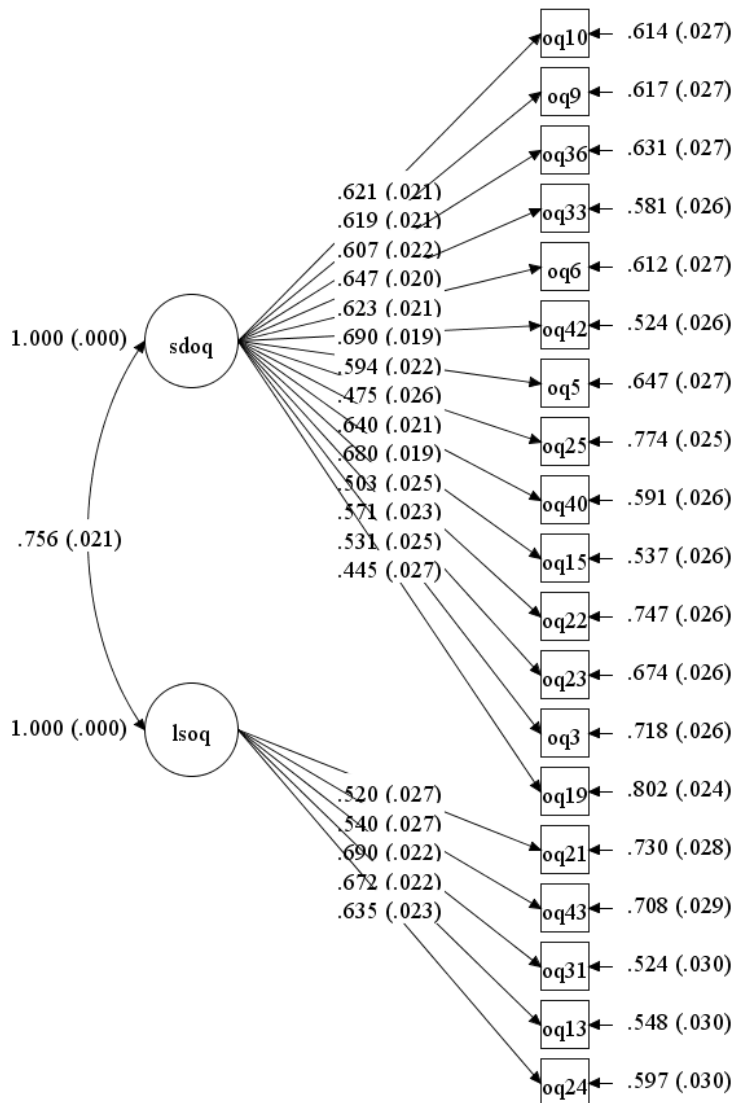 oq10 .614 (.027)
oq9 .617 (.027)
oq36 .631 (.027)
.621 (.021)
oq33 .581 (.026)
.619 (.021)
.607 (.022)
oq6 .612 (.027)
.647 (.020)
.623 (.021)
oq42 .524 (.026)
1.000 (.000) sdoq .690 (.019)
.594 (.022)
oq5 .647 (.027)
.475 (.026)
.640 (.021)
oq25 .774 (.025)
.680 (.019)
.503 (.025)
oq40 .591 (.026)
.571 (.023)
.756 (.021) .531 (.025)
oq15 .537 (.026)
.445 (.027)
oq22 .747 (.026)
oq23 .674 (.026)
1.000 (.000) lsoq
oq3 .718 (.026)
oq19 .802 (.024)
.520 (.027)
.540 (.027)
oq21 .730 (.028)
.690 (.022)
.672 (.022)
oq43 .708 (.029)
.635 (.023)
oq31 .524 (.030)
oq13 .548 (.030)
oq24 .597 (.030)